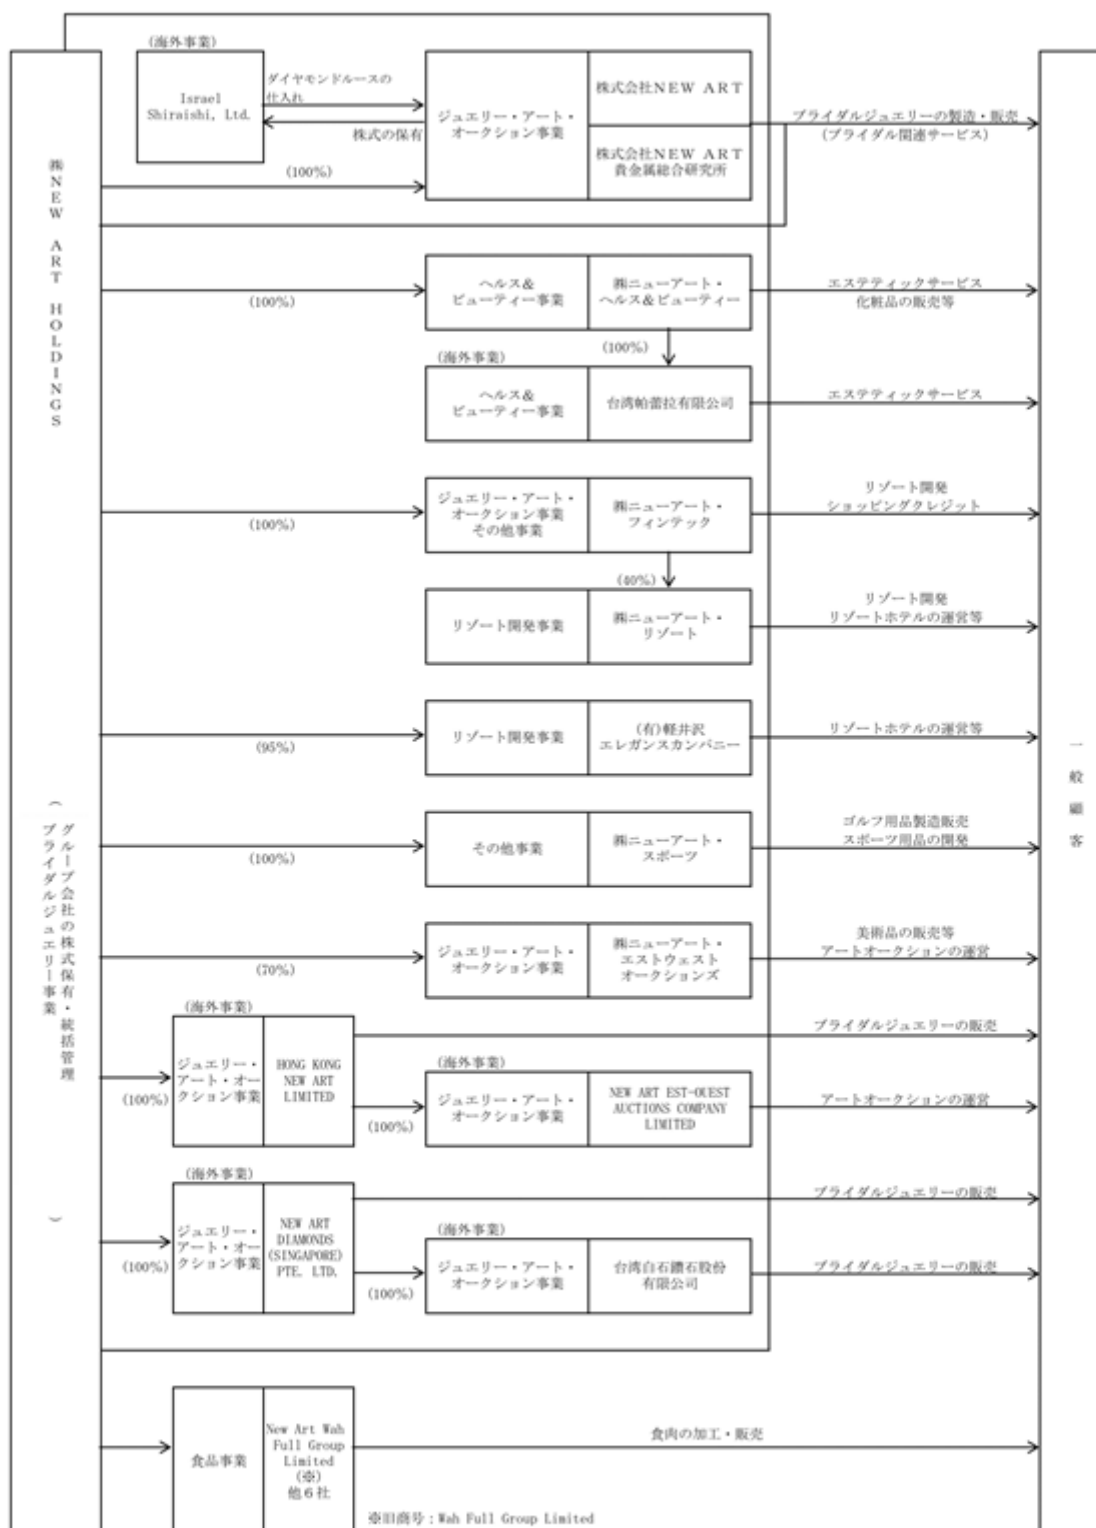 (海外事業)
Israel
Shiraishi, Ltd.
ダイヤモンドルースの
仕入れ
株式の保有
(100%)
ジュエリー・アート・
オークション事業
株式会社NEW ART
株式会社NEW ART
貴金属総合研究所
ブライダルジュエリーの製造・販売
(ブライダル関連サービス)
㈱NEW ART HOLDINGS
(グループ会社の株式保有・統括管理
ブライダルジュエリー事業)
一般顧客
(100%)
ヘルス&
ビューティー事業
㈱ニューアート・
ヘルス&ビューティー
エステティックサービス
化粧品の販売等
(100%)
(海外事業)
ヘルス&
ビューティー事業
台湾帕蕾拉有限公司
エステティックサービス
(100%)
ジュエリー・アート・
オークション事業
その他事業
㈱ニューアート・
フィンテック
リゾート開発
ショッピングクレジット
(40%)
リゾート開発事業
㈱ニューアート・
リゾート
リゾート開発
リゾートホテルの運営等
(95%)
リゾート開発事業
(有)軽井沢
エレガンスカンパニー
リゾートホテルの運営等
(100%)
その他事業
㈱ニューアート・
スポーツ
ゴルフ用品製造販売
スポーツ用品の開発
(70%)
ジュエリー・アート・
オークション事業
㈱ニューアート・
エストウェスト
オークションズ
美術品の販売等
アートオークションの運営
(海外事業)
(100%)
ジュエリー・
アート・オー
クション事業
HONG KONG
NEW ART
LIMITED
ブライダルジュエリーの販売
(100%)
(海外事業)
ジュエリー・アート・
オークション事業
NEW ART EST-OUEST
AUCTIONS COMPANY
LIMITED
アートオークションの運営
(海外事業)
(100%)
ジュエリー・
アート・オー
クション事業
NEW ART
DIAMONDS
(SINGAPORE)
PTE. LTD.
ブライダルジュエリーの販売
(100%)
(海外事業)
ジュエリー・アート・
オークション事業
台湾白石鑽石股份
有限公司
ブライダルジュエリーの販売
食品事業
New Art Wah
Full Group
Limited
(※)
他6社
食肉の加工・販売
※旧商号：Wah Full Group Limited